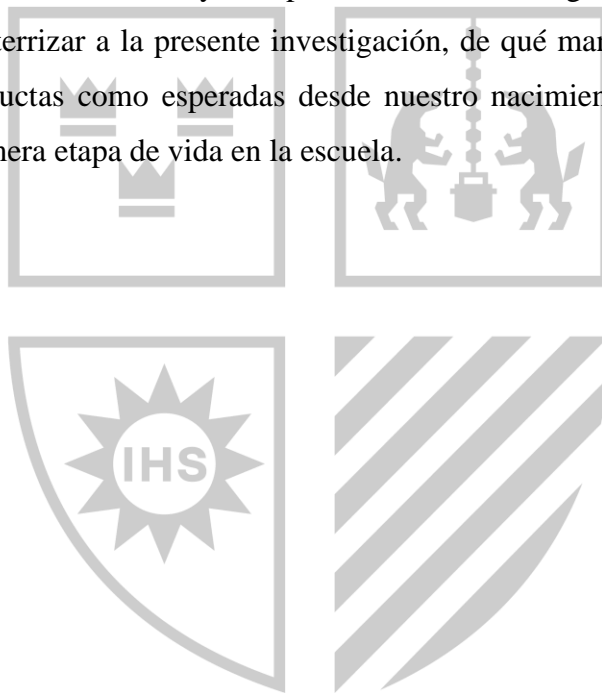 terrizar a la presente investigación, de qué mar
uctas como esperadas desde nuestro nacimien
nera etapa de vida en la escuela.
IHS